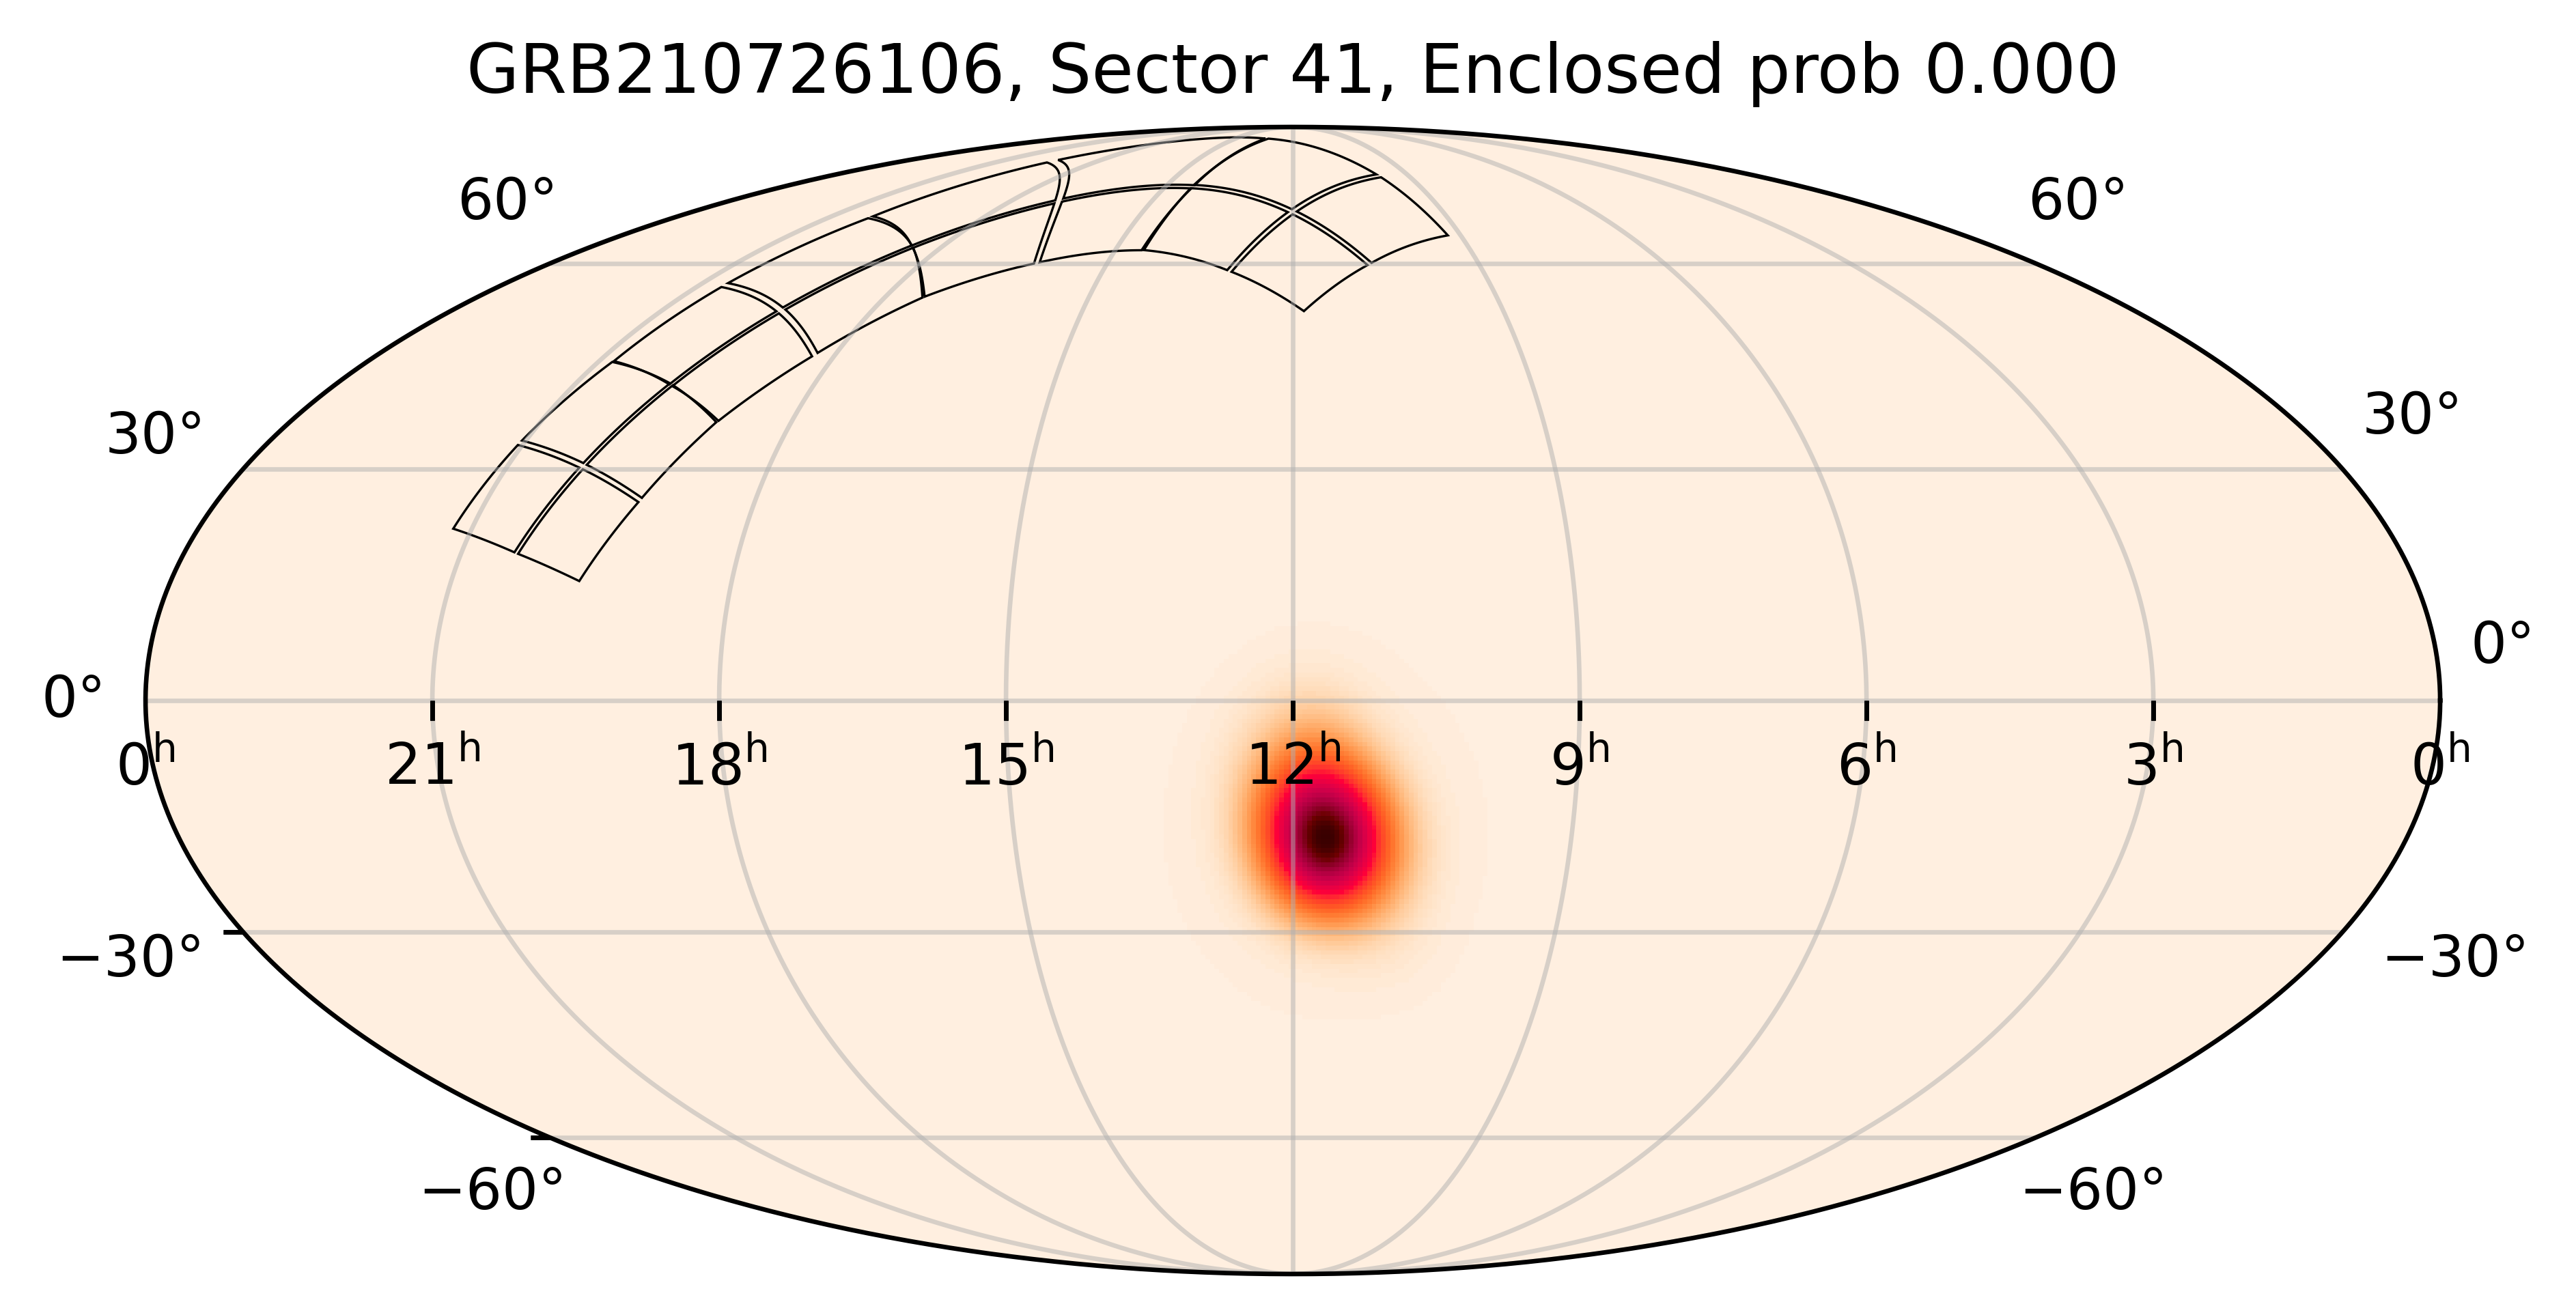 GRB210726106, Sector 41, Enclosed prob 0.000
60° 60°
30° 30°
0° 0°
0h 21h 18h 15h 12h 9h 6h 3h 0h
−30° −30°
−60° −60°